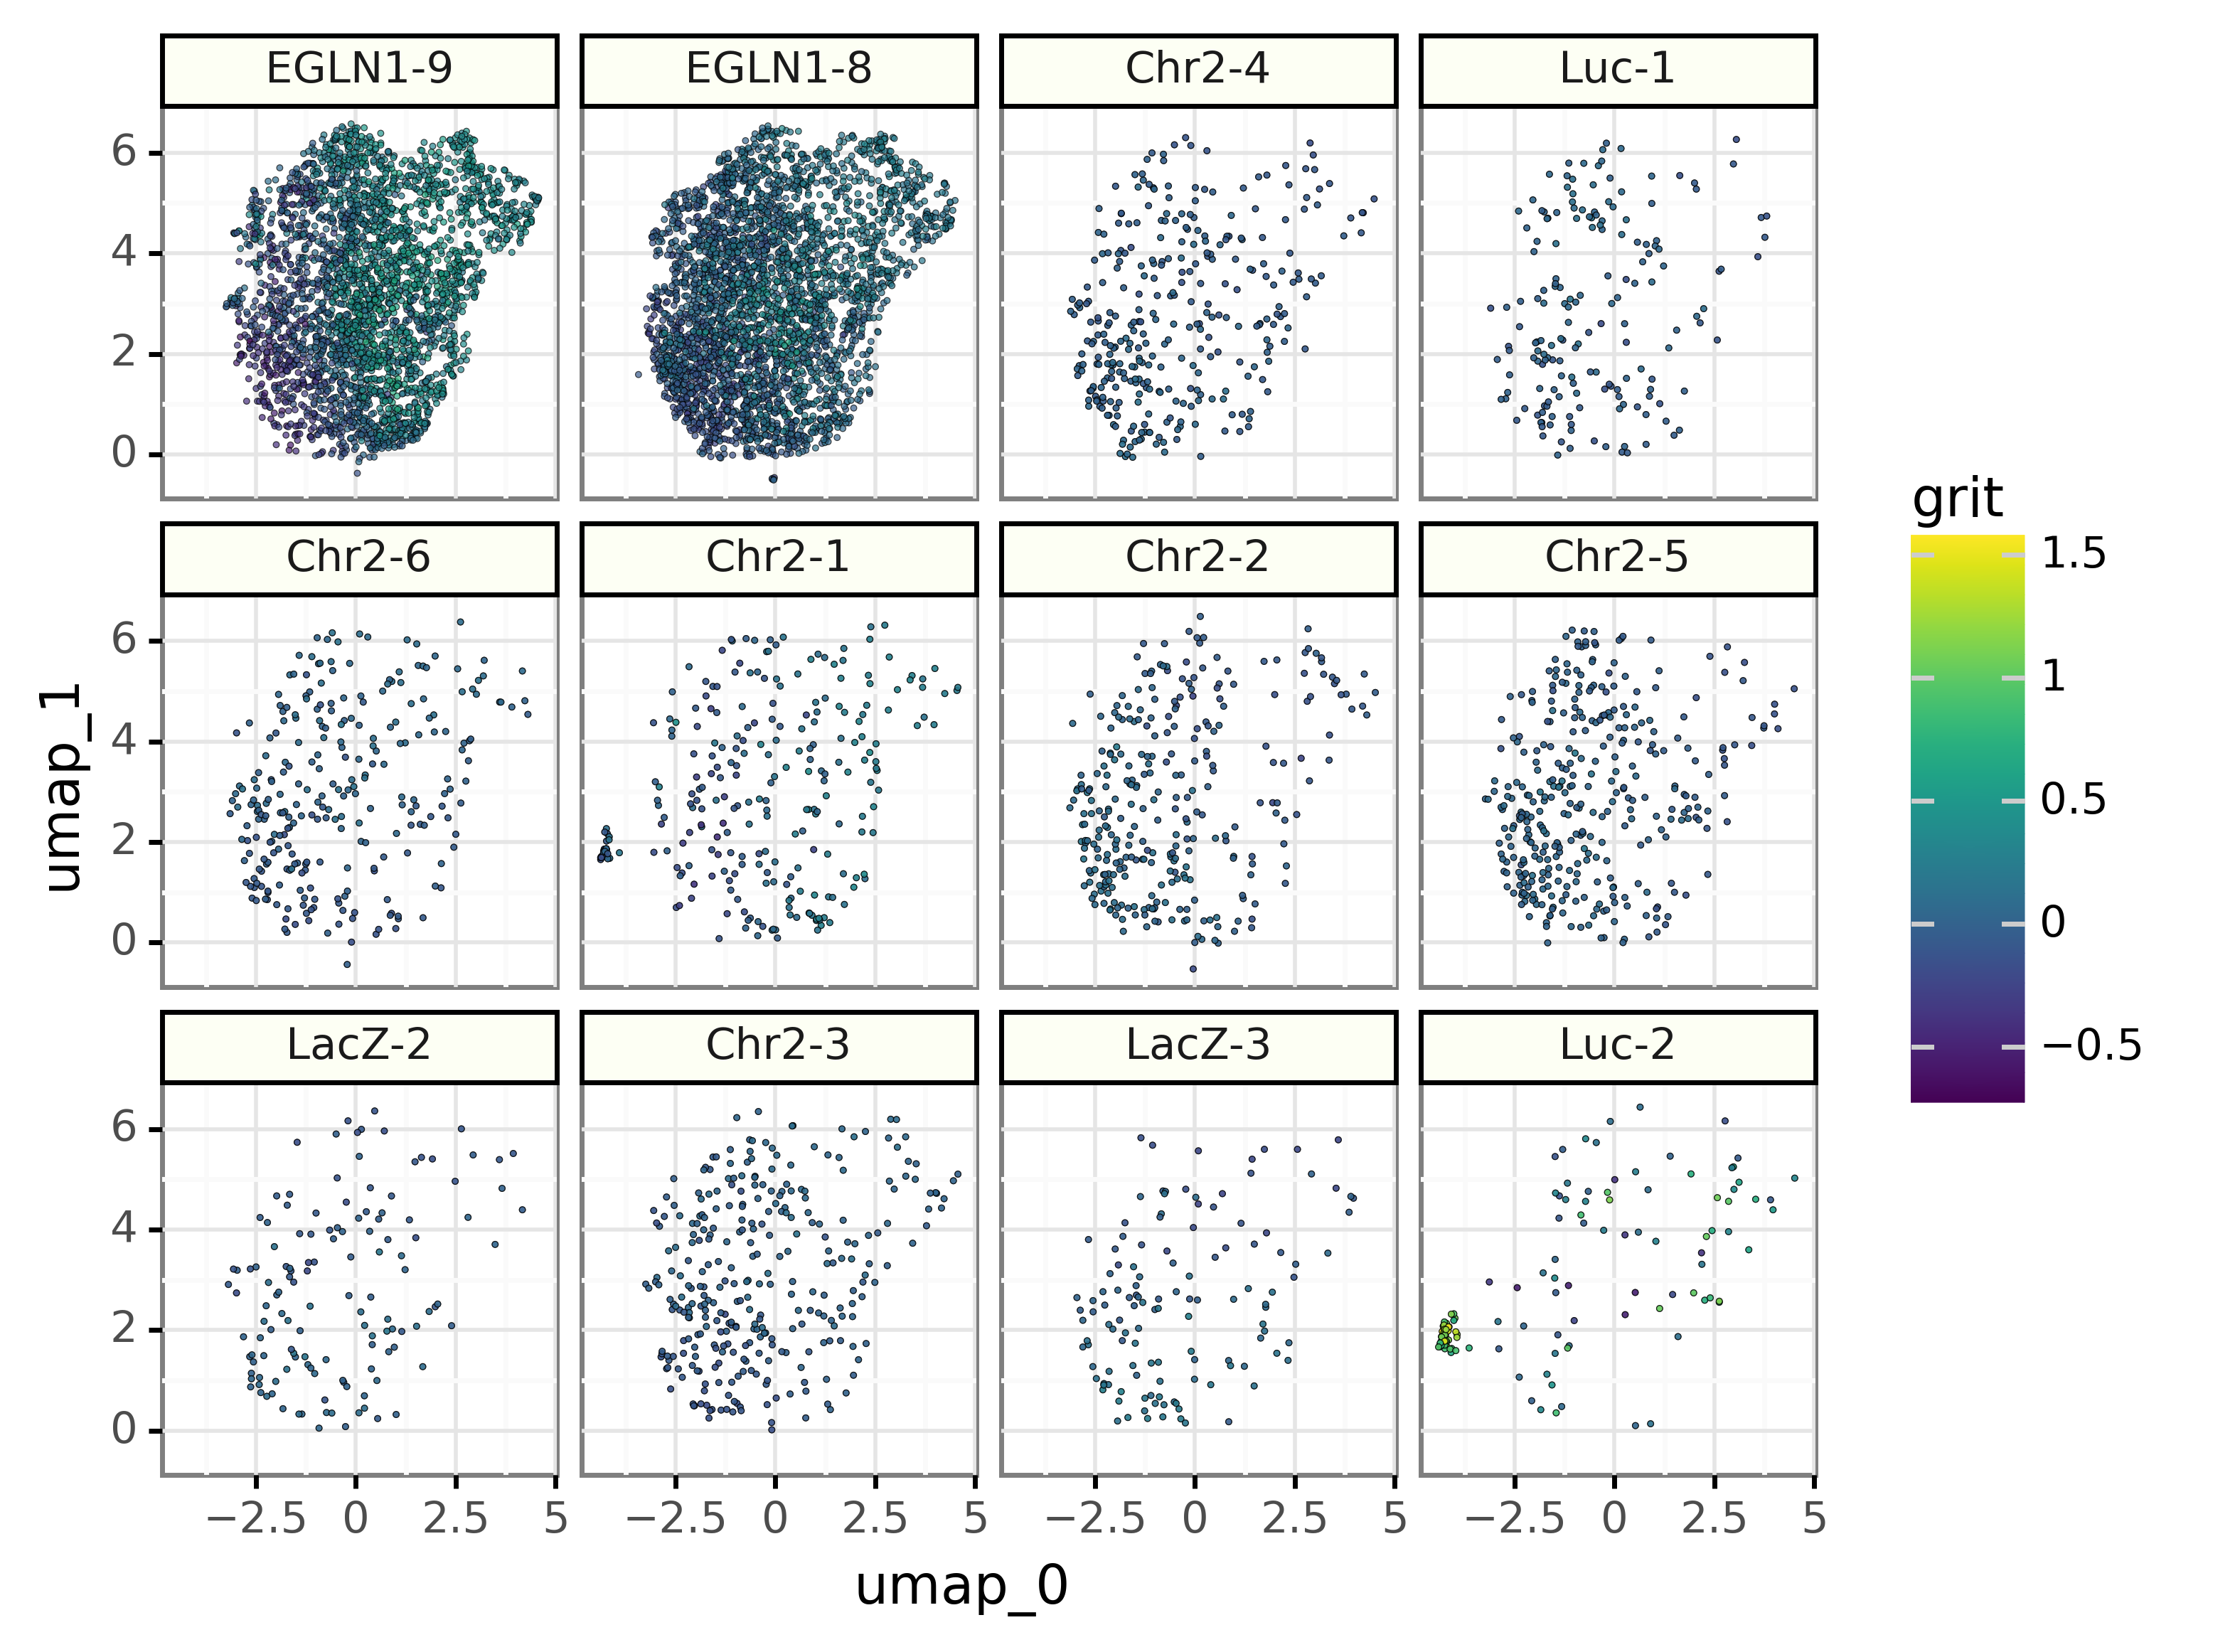 EGLN1-9 EGLN1-8 Chr2-4 Luc-1
6
4
2
0
Chr2-6 Chr2-1 Chr2-2 Chr2-5
6
4
2
0
LacZ-2 Chr2-3 LacZ-3 Luc-2
6
4
2
0
−2.5 0 2.5 5 −2.5 0 2.5 5 −2.5 0 2.5 5 −2.5 0 2.5 5
umap_0
umap_1
grit
1.5
1
0.5
0
−0.5